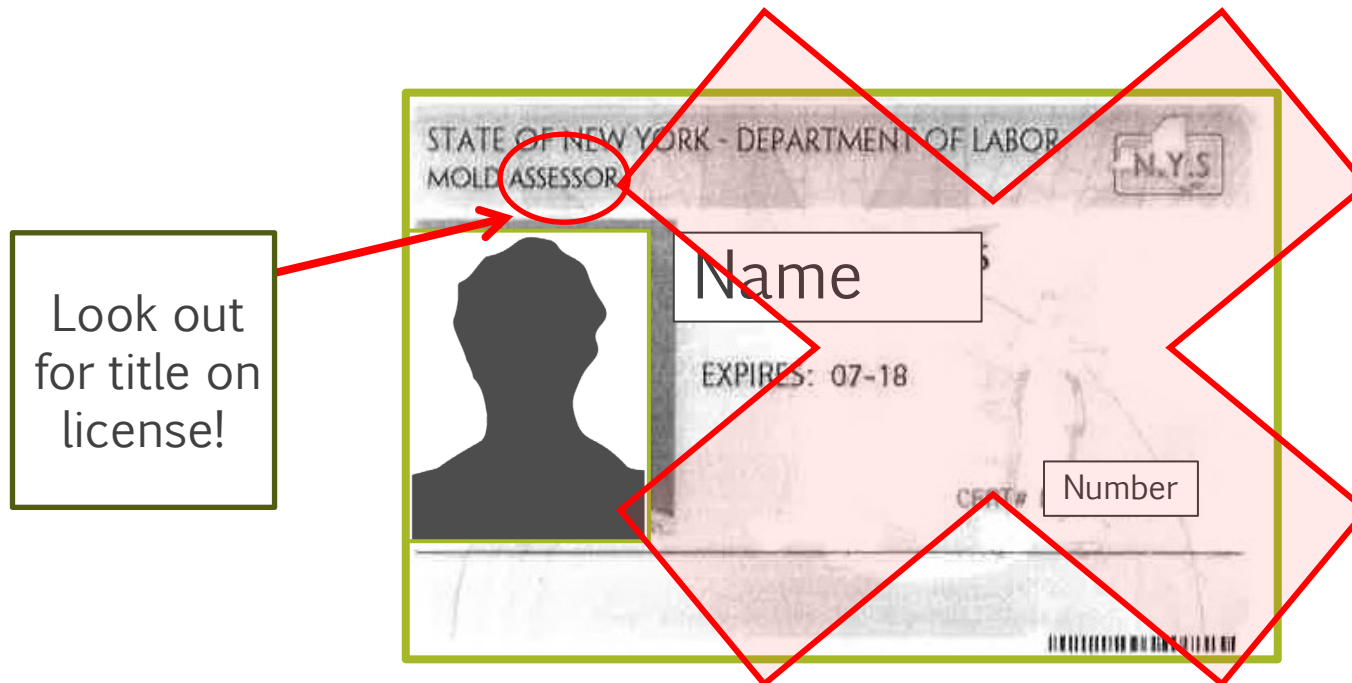 STATE OF NEW YORK - DEPARTMENT OF LABOR
N.Y.S
MOLD ASSESSOR
Look out
for title on
license!
Name
EXPIRES: 07-18
CERT#
Number